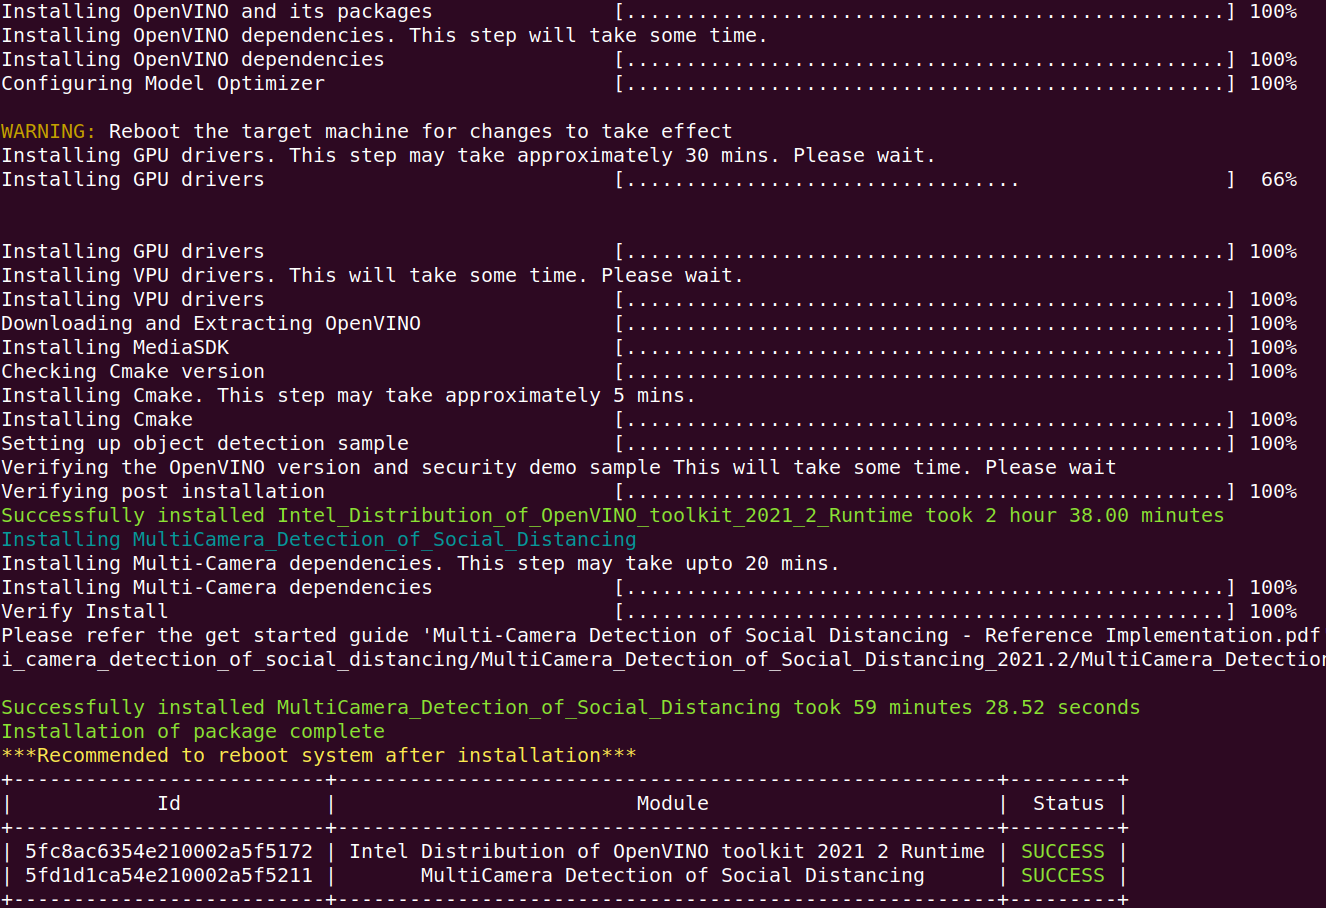 Installing OpenVINO and its packages [..................................................] 100%
Installing OpenVINO dependencies. This step will take some time.
Installing OpenVINO dependencies [..................................................] 100%
Configuring Model Optimizer [..................................................] 100%
WARNING: Reboot the target machine for changes to take effect
Installing GPU drivers. This step may take approximately 30 mins. Please wait.
Installing GPU drivers [................................. ] 66%
Installing GPU drivers [..................................................] 100%
Installing VPU drivers. This will take some time. Please wait.
Installing VPU drivers [..................................................] 100%
Downloading and Extracting OpenVINO [..................................................] 100%
Installing MediaSDK [..................................................] 100%
Checking Cmake version [..................................................] 100%
Installing Cmake. This step may take approximately 5 mins.
Installing Cmake [..................................................] 100%
Setting up object detection sample [..................................................] 100%
Verifying the OpenVINO version and security demo sample This will take some time. Please wait
Verifying post installation [..................................................] 100%
Successfully installed Intel_Distribution_of_OpenVINO_toolkit_2021_2_Runtime took 2 hour 38.00 minutes
Installing MultiCamera_Detection_of_Social_Distancing
Installing Multi-Camera dependencies. This step may take upto 20 mins.
Installing Multi-Camera dependencies [..................................................] 100%
Verify Install [..................................................] 100%
Please refer the get started guide 'Multi-Camera Detection of Social Distancing - Reference Implementation.pdf
i_camera_detection_of_social_distancing/MultiCamera_Detection_of_Social_Distancing_2021.2/MultiCamera_Detection
Successfully installed MultiCamera_Detection_of_Social_Distancing took 59 minutes 28.52 seconds
Installation of package complete
***Recommended to reboot system after installation***
+--------------------------+-------------------------------------------------------+---------+
| Id | Module | Status |
+--------------------------+-------------------------------------------------------+---------+
| 5fc8ac6354e210002a5f5172 | Intel Distribution of OpenVINO toolkit 2021 2 Runtime | SUCCESS |
| 5fd1d1ca54e210002a5f5211 | MultiCamera Detection of Social Distancing | SUCCESS |
+--------------------------+-------------------------------------------------------+---------+